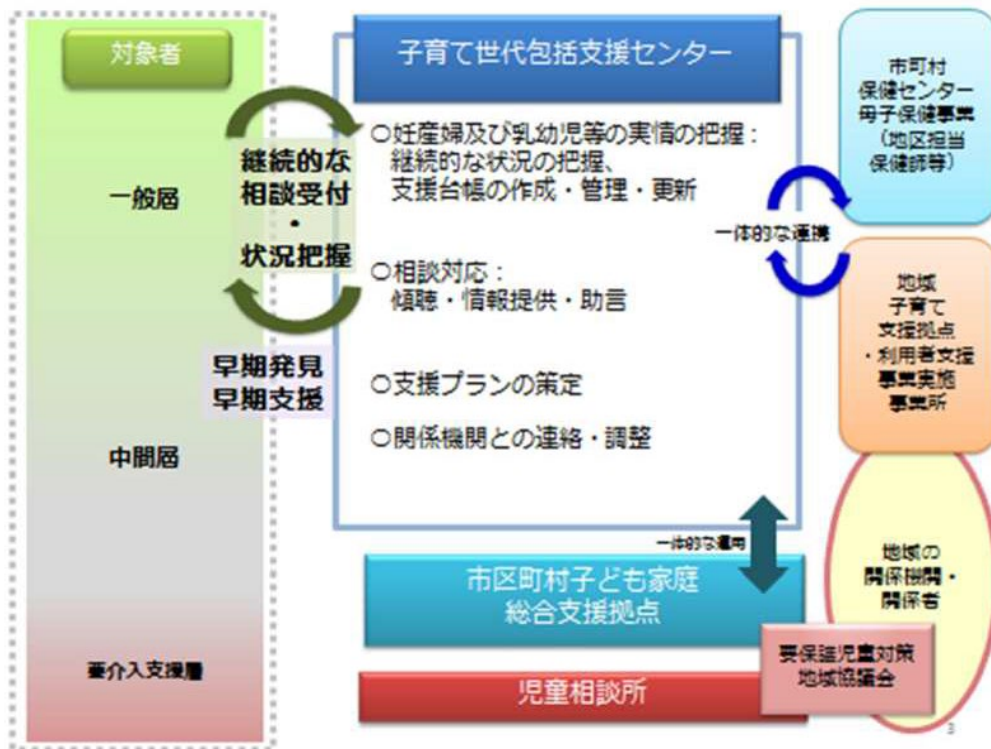 対象者
一般層
中間層
要介入支援層
継続的な
相談受付
・
状況把握
早期発見
早期支援
子育て世代包括支援センター
○妊産婦及び乳幼児等の実情の把握：
継続的な状況の把握、
支援台帳の作成・管理・更新
○相談対応：
傾聴・情報提供・助言
○支援プランの策定
○関係機関との連絡・調整
一体的な連携
一体的な運用
市区町村子ども家庭
総合支援拠点
児童相談所
市町村
保健センター
母子保健事業
（地区担当
保健師等）
地域
子育て
支援拠点
・利用者支援
事業実施
事業所
地域の
関係機関・
関係者
要保護児童対策
地域協議会
3